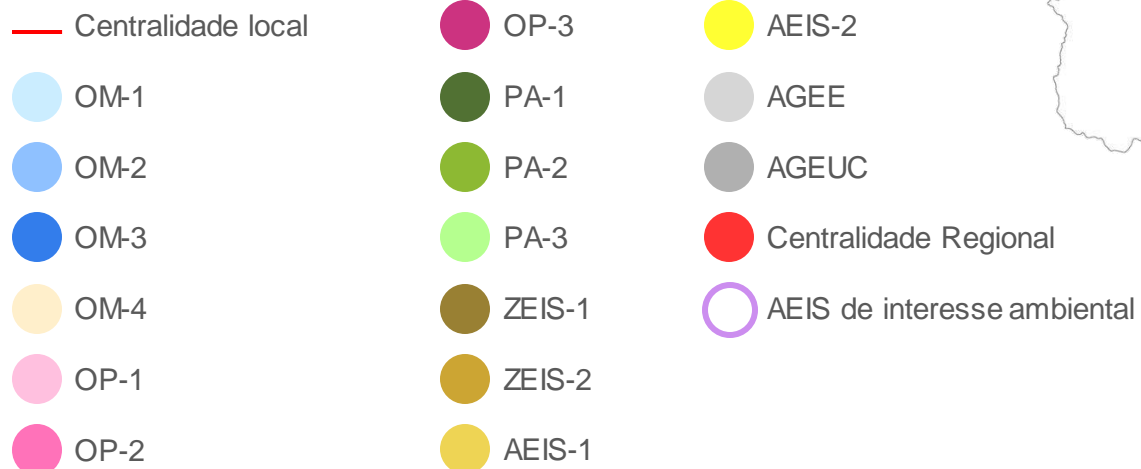 Centralidade local
OM-1
OM-2
OM-3
OM-4
OP-1
OP-2
OP-3
PA-1
PA-2
PA-3
ZEIS-1
ZEIS-2
AEIS-1
AEIS-2
AGEE
AGEUC
Centralidade Regional
AEIS de interesse ambiental